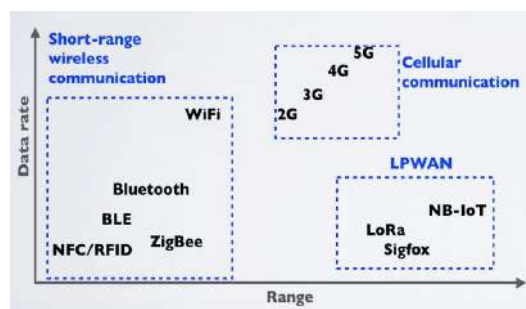 Short-range
wireless
communication
5G
4G
3G
2G
Cellular
communication
WiFi
LPWAN
Bluetooth
BLE
NFC/RFID
ZigBee
NB-IoT
LoRa
Sigfox
Data rate
Range